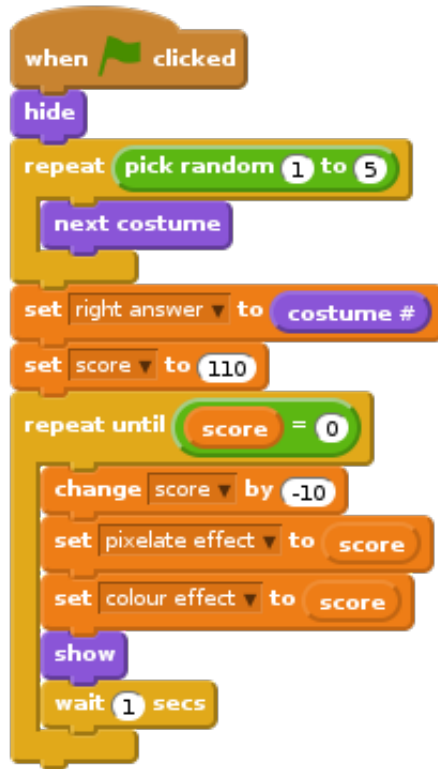 when clicked
hide
repeat pick random 1 to 5
next costume
set right answer to costume #
set score to 110
repeat until score = 0
change score by -10
set pixelate effect to score
set colour effect to score
show
wait 1 secs